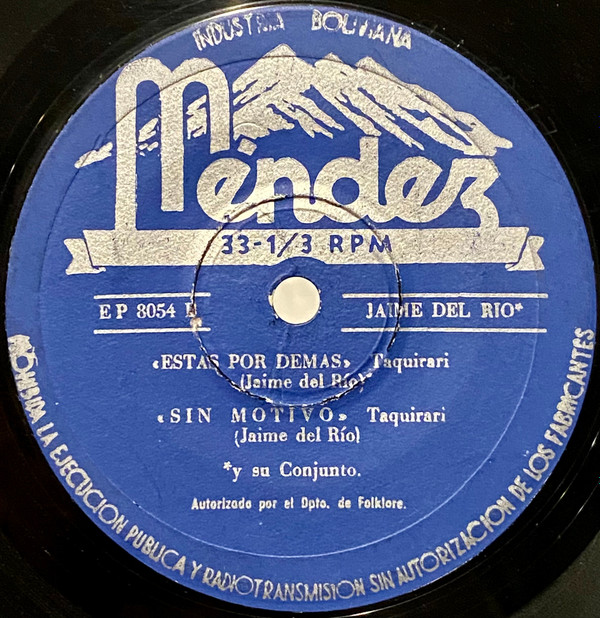 INDUSTRIA BOLIVIANA
Méndez
33-1/3 RPM
EP 8054 B
JAIME DEL RIO*
«ESTAS POR DEMAS» Taquirari
(Jaime del Río)
«SIN MOTIVO» Taquirari
(Jaime del Río)
*y su Conjunto.
Autorizado por el Dpto. de Folklore.
PROHIBIDA LA EJECUCION PUBLICA Y RADIOTRANSMISION SIN AUTORIZACION DE LOS FABRICANTES